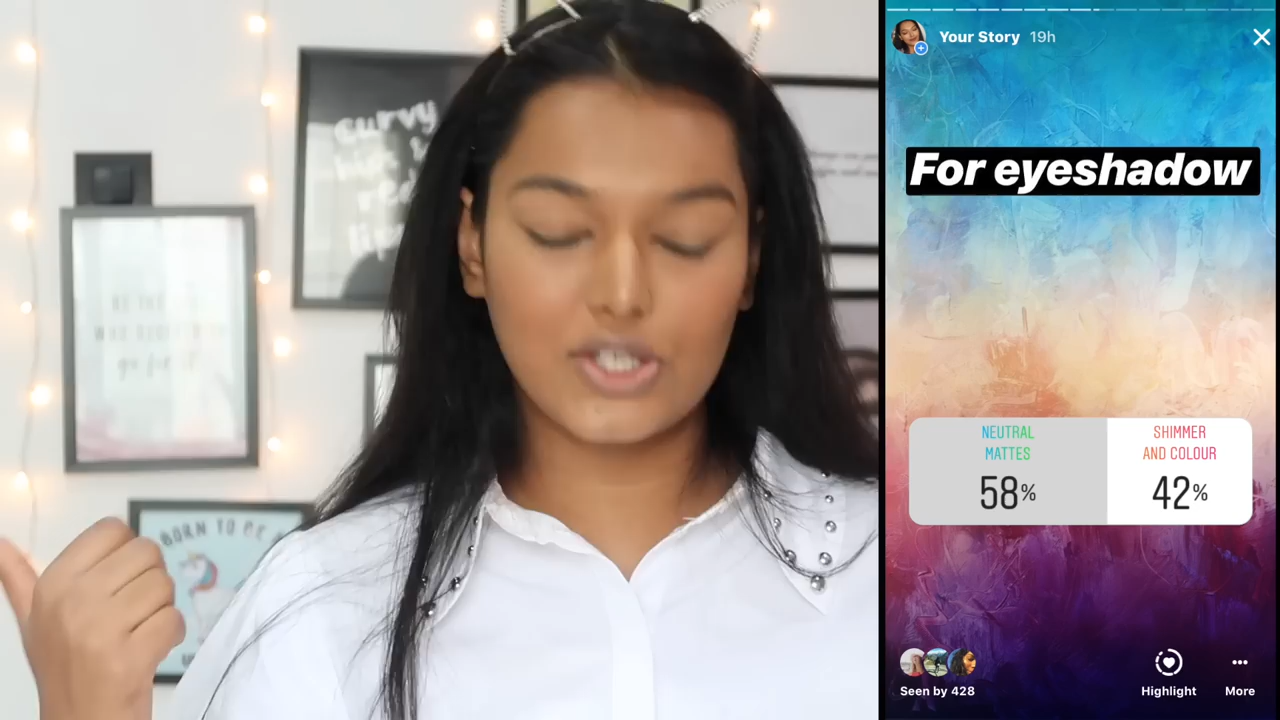 curvy
BORN TO BE
Your Story 19h
For eyeshadow
NEUTRAL
MATTES
58%
SHIMMER
AND COLOUR
42%
Seen by 428
Highlight
More